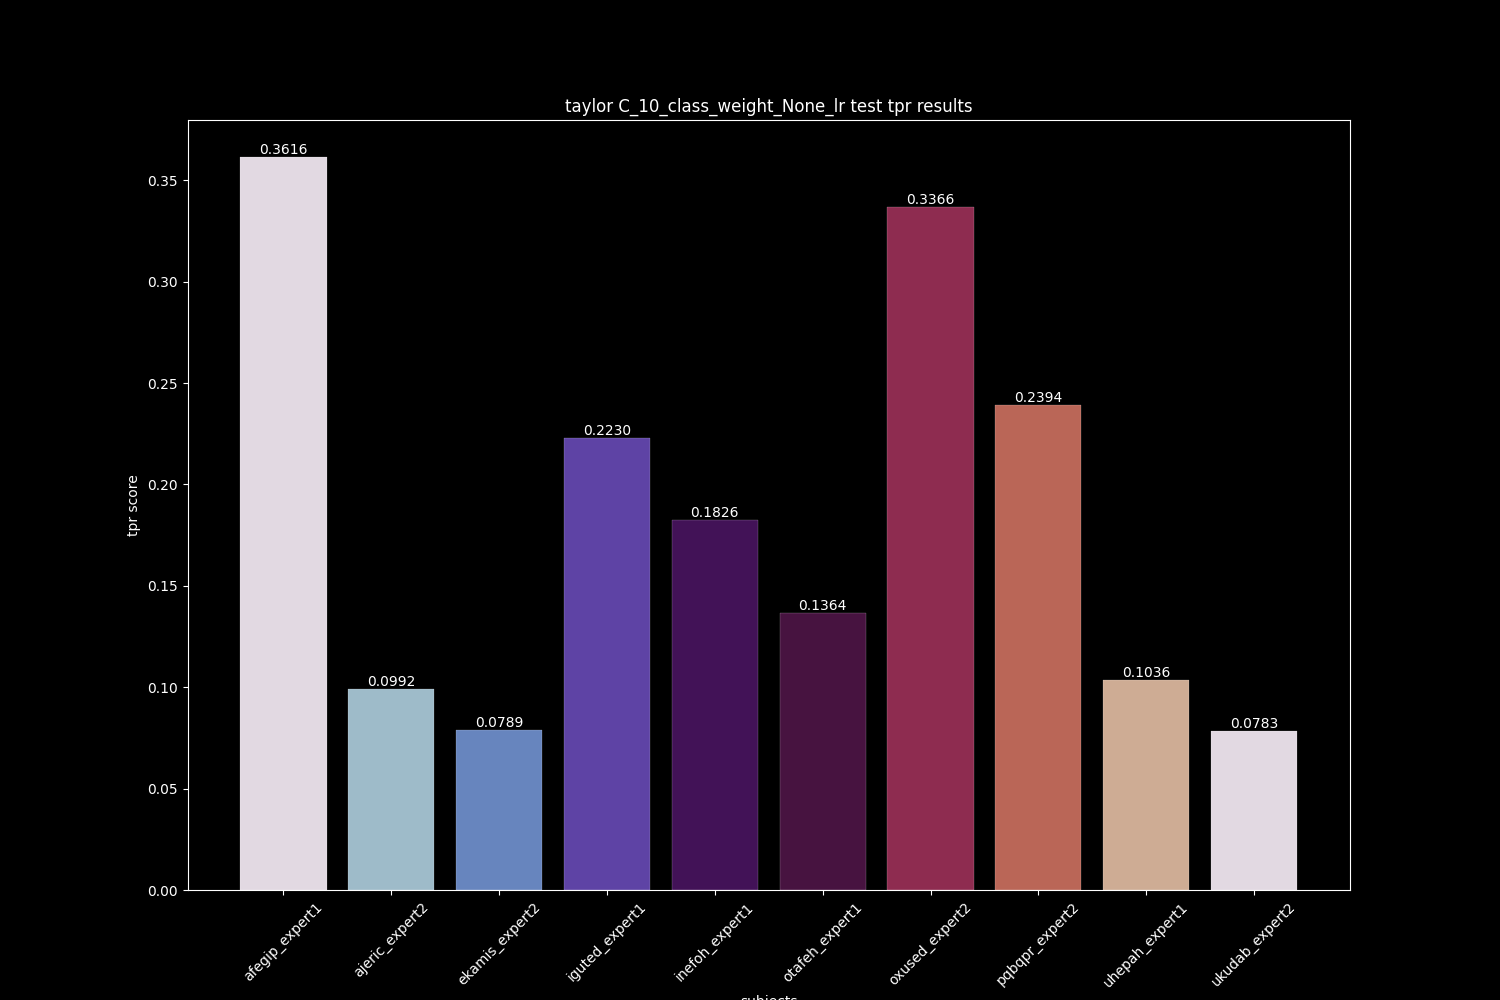 taylor C_10_class_weight_None_lr test tpr results
0.3616
0.3366
0.2394
0.2230
0.1826
0.1364
0.1036
0.0992
0.0789
0.0783
tpr score
0.35
0.30
0.25
0.20
0.15
0.10
0.05
0.00
afegip_expert1
ajeric_expert2
ekamis_expert2
iguted_expert1
inefoh_expert1
otafeh_expert1
oxused_expert2
pqbqpr_expert2
uhepah_expert1
ukudab_expert2
subjects